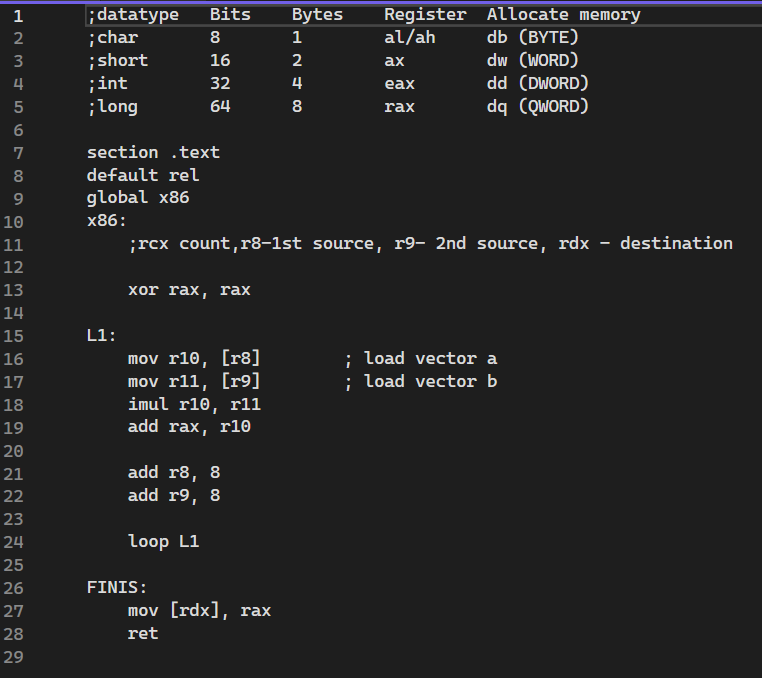 1 ;datatype Bits Bytes Register Allocate memory
2 ;char 8 1 al/ah db (BYTE)
3 ;short 16 2 ax dw (WORD)
4 ;int 32 4 eax dd (DWORD)
5 ;long 64 8 rax dq (QWORD)
6
7 section .text
8 default rel
9 global x86
10 x86:
11 ;rcx count,r8-1st source, r9- 2nd source, rdx - destination
12
13 xor rax, rax
14
15 L1:
16 mov r10, [r8] ; load vector a
17 mov r11, [r9] ; load vector b
18 imul r10, r11
19 add rax, r10
20
21 add r8, 8
22 add r9, 8
23
24 loop L1
25
26 FINIS:
27 mov [rdx], rax
28 ret
29